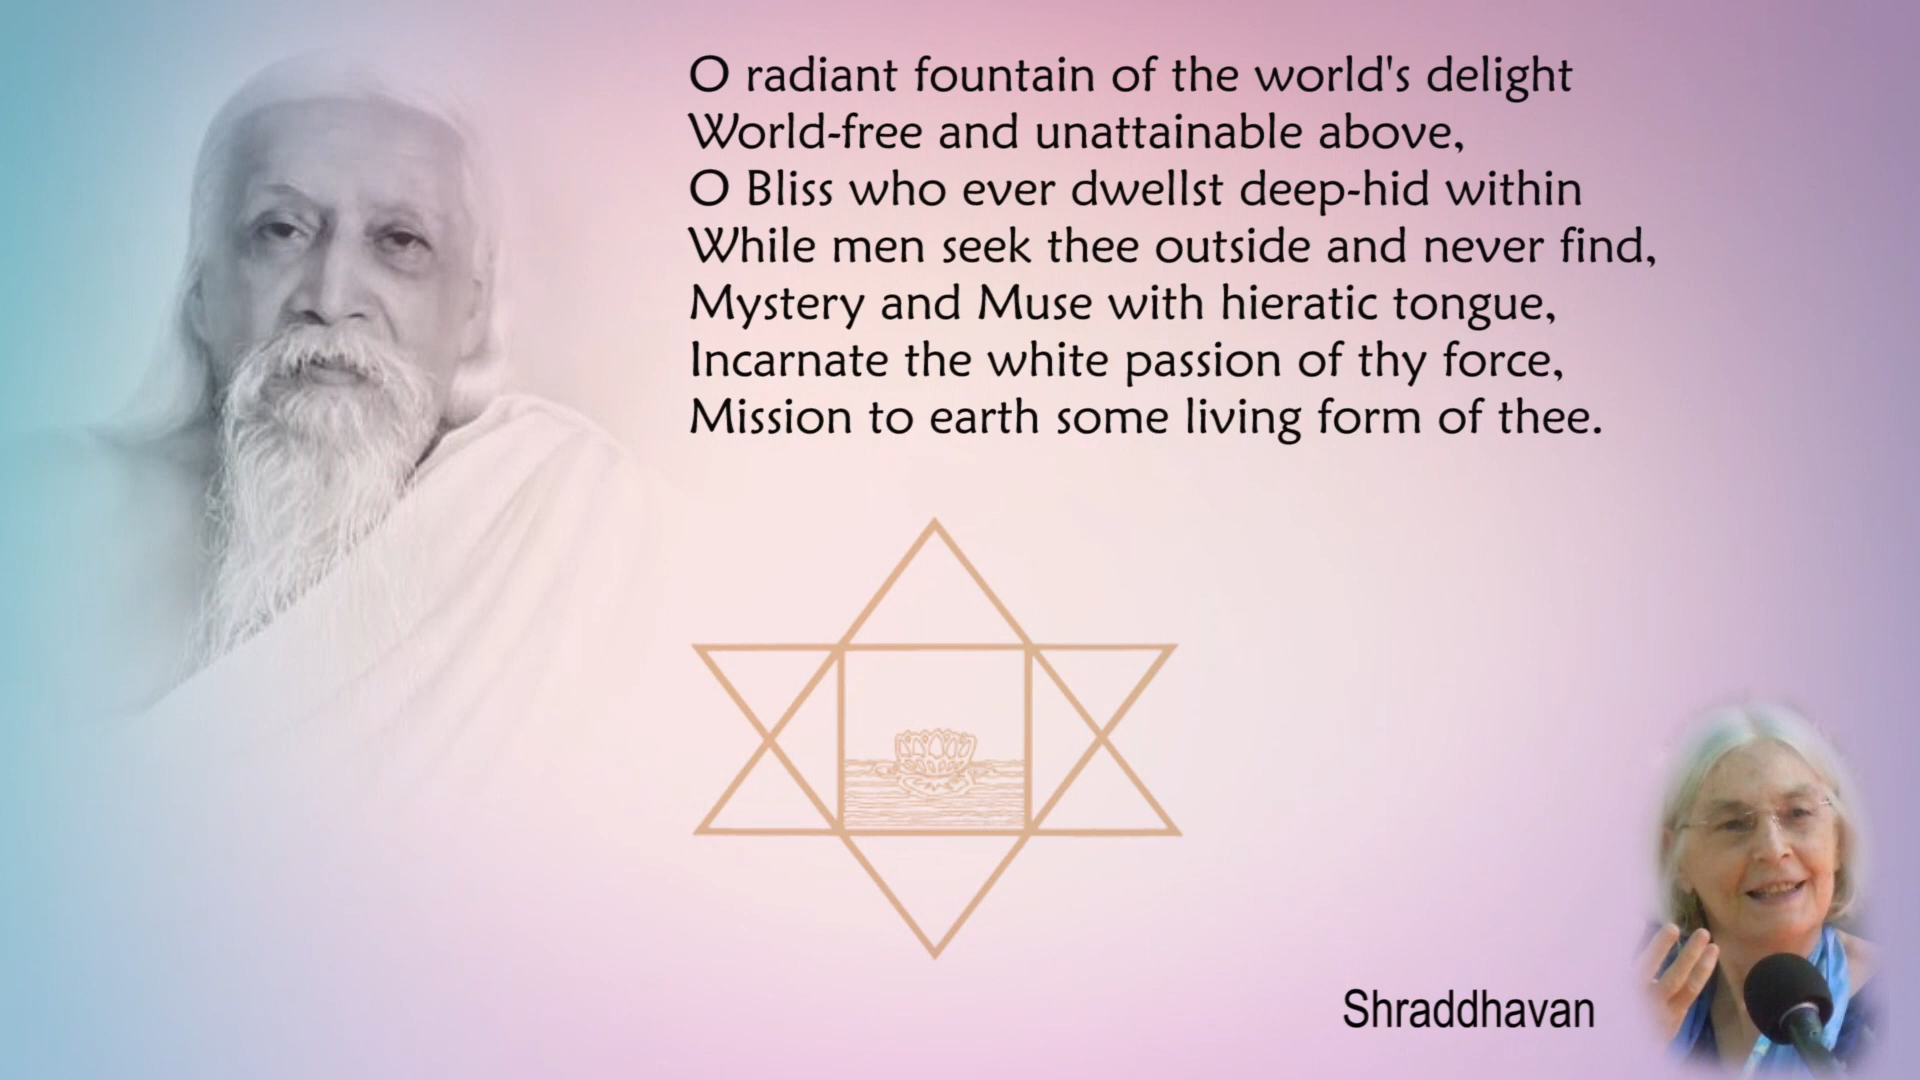 O radiant fountain of the world's delight
World-free and unattainable above,
O Bliss who ever dwellst deep-hid within
While men seek thee outside and never find,
Mystery and Muse with hieratic tongue,
Incarnate the white passion of thy force,
Mission to earth some living form of thee.
Shraddhavan